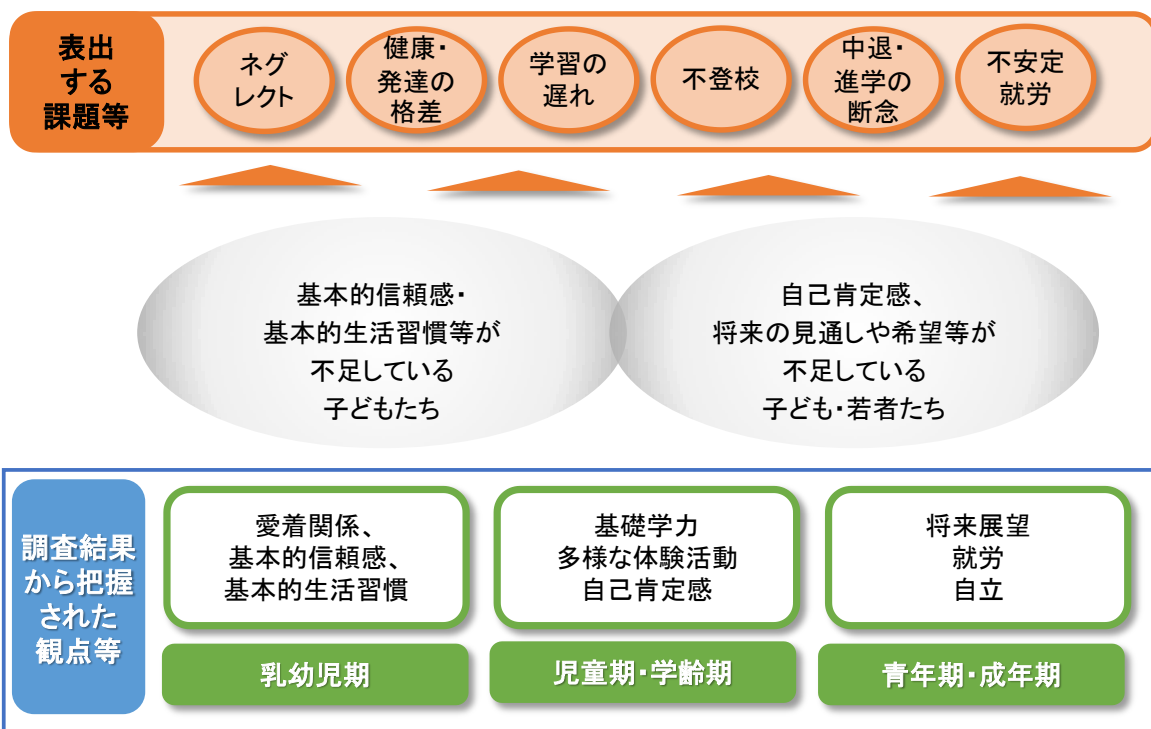 表出
する
課題等
ネグ
レクト
健康・
発達の
格差
学習の
遅れ
不登校
中退・
進学の
断念
不安定
就労
基本的信頼感・
基本的生活習慣等が
不足している
子どもたち
自己肯定感、
将来の見通しや希望等が
不足している
子ども・若者たち
調査結果
から把握
された
観点等
愛着関係、
基本的信頼感、
基本的生活習慣
基礎学力
多様な体験活動
自己肯定感
将来展望
就労
自立
乳幼児期
児童期・学齢期
青年期・成年期